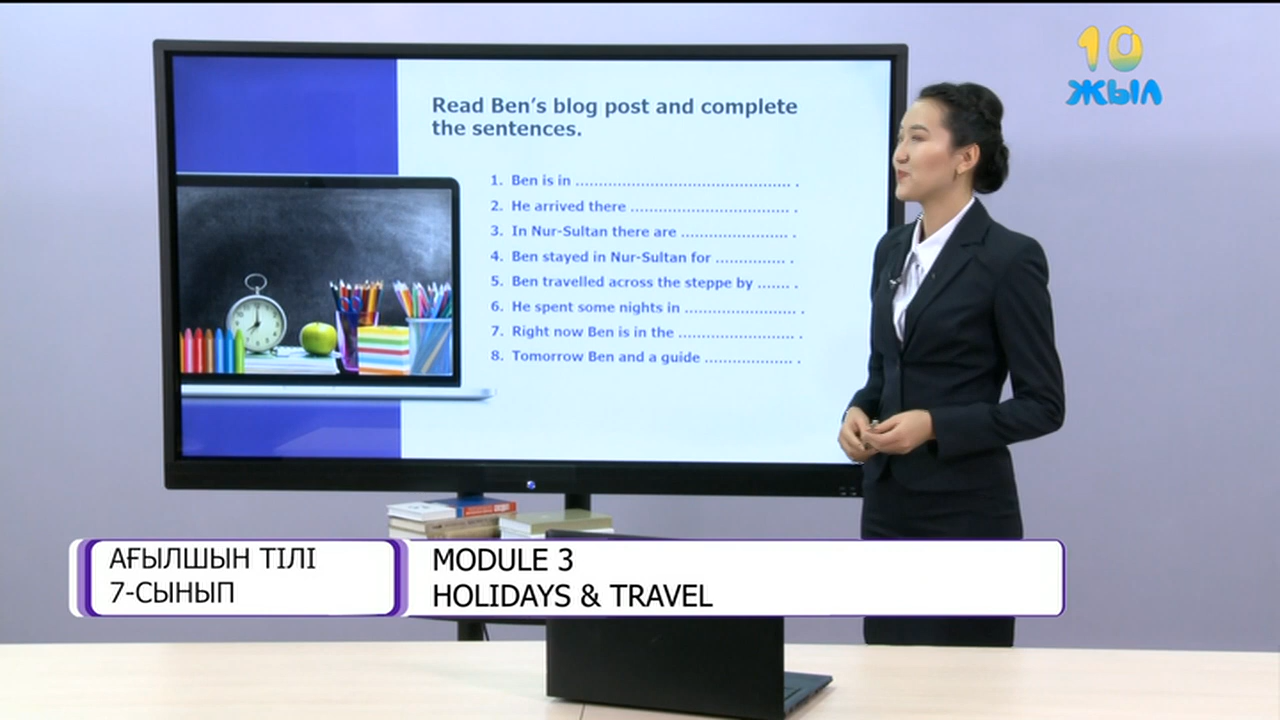 10
ЖЫЛ
Read Ben’s blog post and complete
the sentences.
1. Ben is in ................................................... .
2. He arrived there ...................................... .
3. In Nur-Sultan there are .......................... .
4. Ben stayed in Nur-Sultan for .................. .
5. Ben travelled across the steppe by ....... .
6. He spent some nights in ............................ .
7. Right now Ben is in the ............................ .
8. Tomorrow Ben and a guide ..................... .
АҒЫЛШЫН ТІЛІ
7-СЫНЫП
MODULE 3
HOLIDAYS & TRAVEL